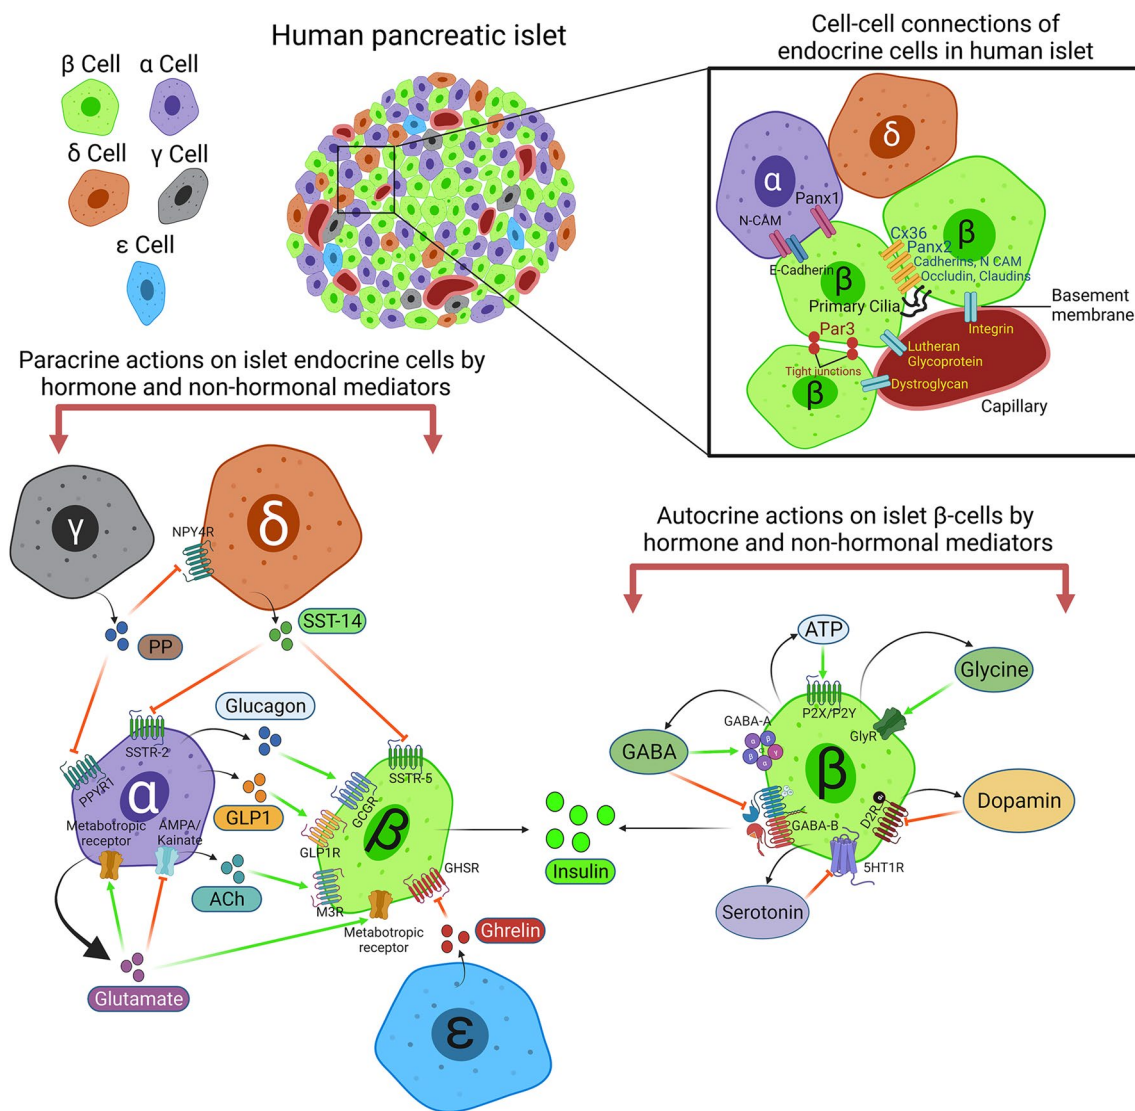 Human pancreatic islet
β Cell
α Cell
δ Cell
γ Cell
ε Cell
Cell-cell connections of
endocrine cells in human islet
δ
α
Panx1
N-CAM
β
Cx36
Panx2
Cadherins, N CAM
Occludin, Claudins
E-Cadherin
β
Primary Cilia
Basement
membrane
Integrin
Par3
Lutheran
Glycoprotein
Tight junctions
β
Dystroglycan
Capillary
Paracrine actions on islet endocrine cells by
hormone and non-hormonal mediators
γ
δ
NPY4R
PP
SST-14
SSTR-2
PPYR1
α
Metabotropic
receptor
AMPA/
Kainate
Glucagon
GLP1
ACh
Glutamate
SSTR-5
GCGR
GLP1R
β
M3R
GHSR
Metabotropic
receptor
Ghrelin
ε
Insulin
Autocrine actions on islet β-cells by
hormone and non-hormonal mediators
ATP
Glycine
P2X/P2Y
GlyR
GABA-A
α
β
β
γ
α
GABA
β
GABA-B
D2R
Dopamin
5HT1R
Serotonin